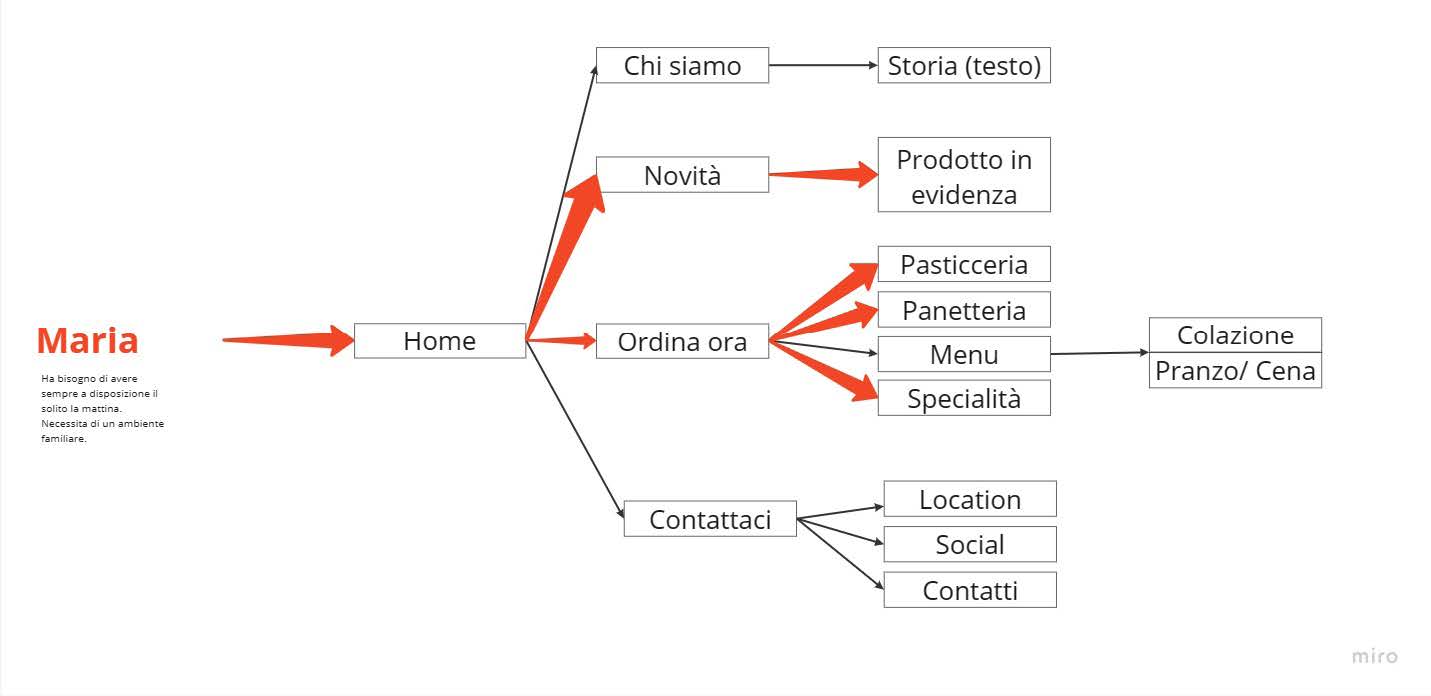 Maria
Ha bisogno di avere
sempre a disposizione il
solito la mattina.
Necessita di un ambiente
familiare.
Home
Chi siamo
Storia (testo)
Novità
Prodotto in
evidenza
Ordina ora
Pasticceria
Panetteria
Menu
Specialità
Colazione
Pranzo/ Cena
Contattaci
Location
Social
Contatti
miro